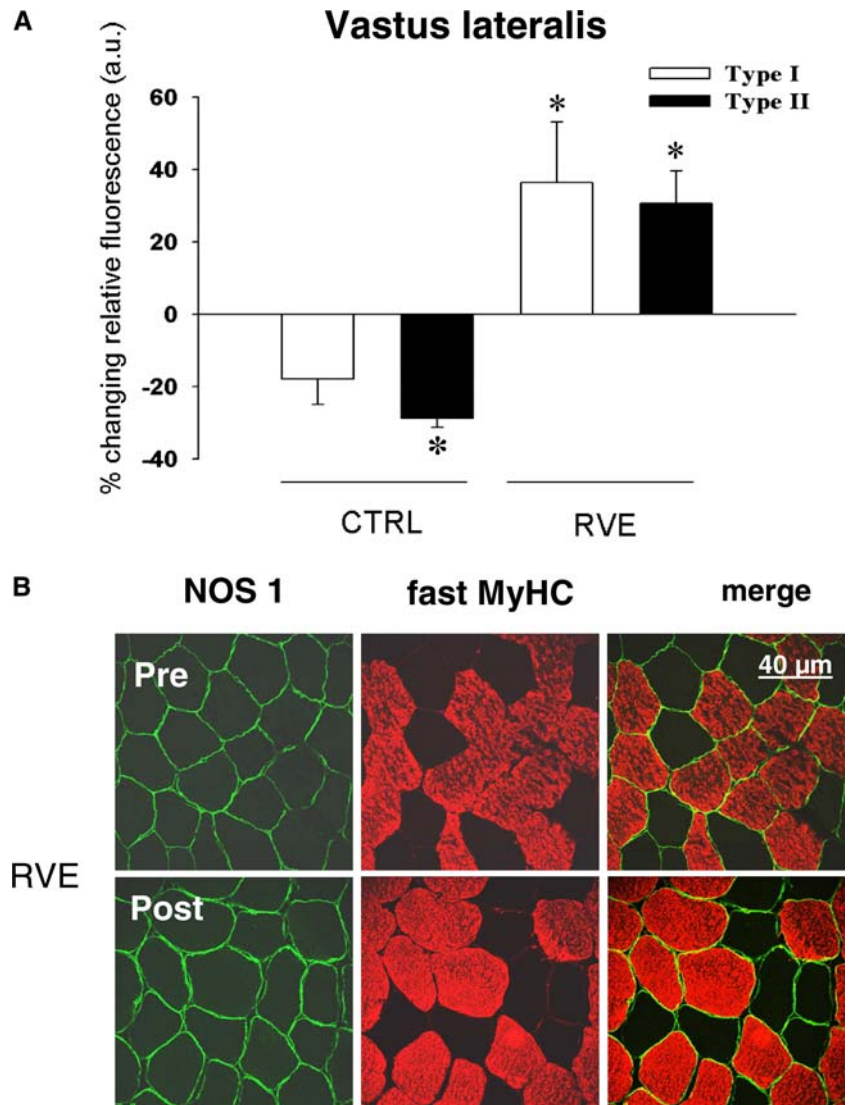 A
Vastus lateralis
% changing relative fluorescence (a.u.)
Type I
Type II
60
40
20
0
-20
-40
*
*
*
CTRL
RVE
B
NOS 1
fast MyHC
merge
Pre
40 µm
RVE
Post